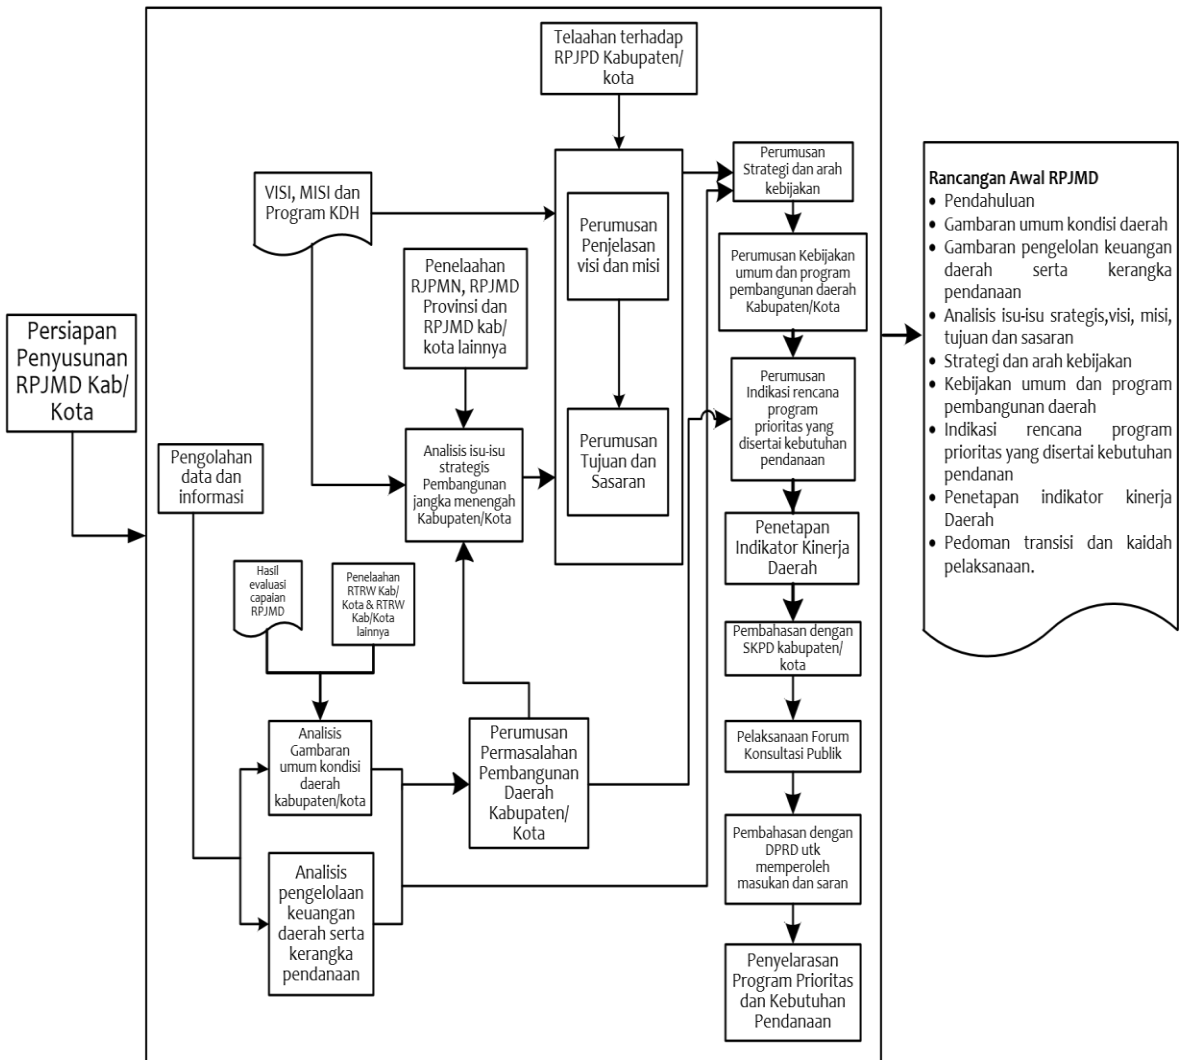 Persiapan
Penyusunan
RPJMD Kab/
Kota
Telaahan terhadap
RPJPD Kabupaten/
kota
VISI, MISI dan
Program KDH
Penelaahan
RJPMN, RPJMD
Provinsi dan
RPJMD kab/
kota lainnya
Perumusan
Penjelasan
visi dan misi
Perumusan
Tujuan dan
Sasaran
Analisis isu-isu
strategis
Pembangunan
jangka menengah
Kabupaten/Kota
Pengolahan
data dan
informasi
Hasil
evaluasi
capaian
RPJMD
Penelaahan
RTRW Kab/
Kota & RTRW
Kab/Kota
lainnya
Analisis
Gambaran
umum kondisi
daerah
kabupaten/kota
Analisis
pengelolaan
keuangan
daerah serta
kerangka
pendanaan
Perumusan
Permasalahan
Pembangunan
Daerah
Kabupaten/
Kota
Perumusan
Strategi dan arah
kebijakan
Perumusan Kebijakan
umum dan program
pembangunan daerah
Kabupaten/Kota
Perumusan
Indikasi rencana
program
prioritas yang
disertai kebutuhan
pendanaan
Penetapan
Indikator Kinerja
Daerah
Pembahasan dengan
SKPD kabupaten/
kota
Pelaksanaan Forum
Konsultasi Publik
Pembahasan dengan
DPRD utk
memperoleh
masukan dan saran
Penyelarasan
Program Prioritas
dan Kebutuhan
Pendanaan
Rancangan Awal RPJMD
• Pendahuluan
• Gambaran umum kondisi daerah
• Gambaran pengelolan keuangan
daerah serta kerangka
pendanaan
• Analisis isu-isu srategis,visi, misi,
tujuan dan sasaran
• Strategi dan arah kebijakan
• Kebijakan umum dan program
pembangunan daerah
• Indikasi rencana program
prioritas yang disertai kebutuhan
pendanan
• Penetapan indikator kinerja
Daerah
• Pedoman transisi dan kaidah
pelaksanaan.